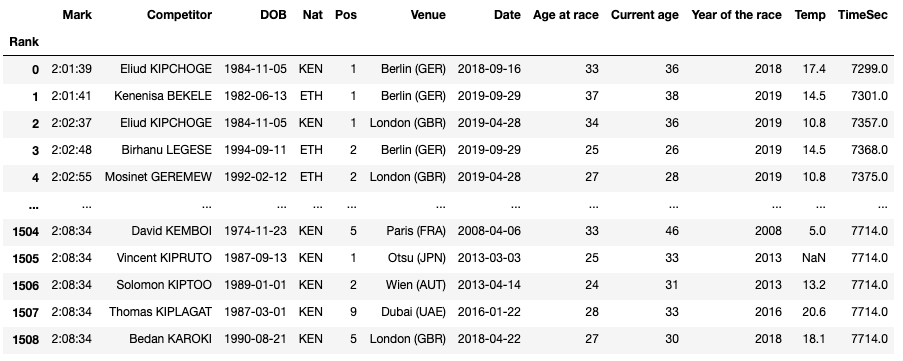 Mark Competitor DOB Nat Pos Venue Date Age at race Current age Year of the race Temp TimeSec
Rank
0 2:01:39 Eliud KIPCHOGE 1984-11-05 KEN 1 Berlin (GER) 2018-09-16 33 36 2018 17.4 7299.0
1 2:01:41 Kenenisa BEKELE 1982-06-13 ETH 1 Berlin (GER) 2019-09-29 37 38 2019 14.5 7301.0
2 2:02:37 Eliud KIPCHOGE 1984-11-05 KEN 1 London (GBR) 2019-04-28 34 36 2019 10.8 7357.0
3 2:02:48 Birhanu LEGESE 1994-09-11 ETH 2 Berlin (GER) 2019-09-29 25 26 2019 14.5 7368.0
4 2:02:55 Mosinet GEREMEW 1992-02-12 ETH 2 London (GBR) 2019-04-28 27 28 2019 10.8 7375.0
... ... ... ... ... ... ... ... ... ... ... ... ...
1504 2:08:34 David KEMBOI 1974-11-23 KEN 5 Paris (FRA) 2008-04-06 33 46 2008 5.0 7714.0
1505 2:08:34 Vincent KIPRUTO 1987-09-13 KEN 1 Otsu (JPN) 2013-03-03 25 33 2013 NaN 7714.0
1506 2:08:34 Solomon KIPTOO 1989-01-01 KEN 2 Wien (AUT) 2013-04-14 24 31 2013 13.2 7714.0
1507 2:08:34 Thomas KIPLAGAT 1987-03-01 KEN 9 Dubai (UAE) 2016-01-22 28 33 2016 20.6 7714.0
1508 2:08:34 Bedan KAROKI 1990-08-21 KEN 5 London (GBR) 2018-04-22 27 30 2018 18.1 7714.0